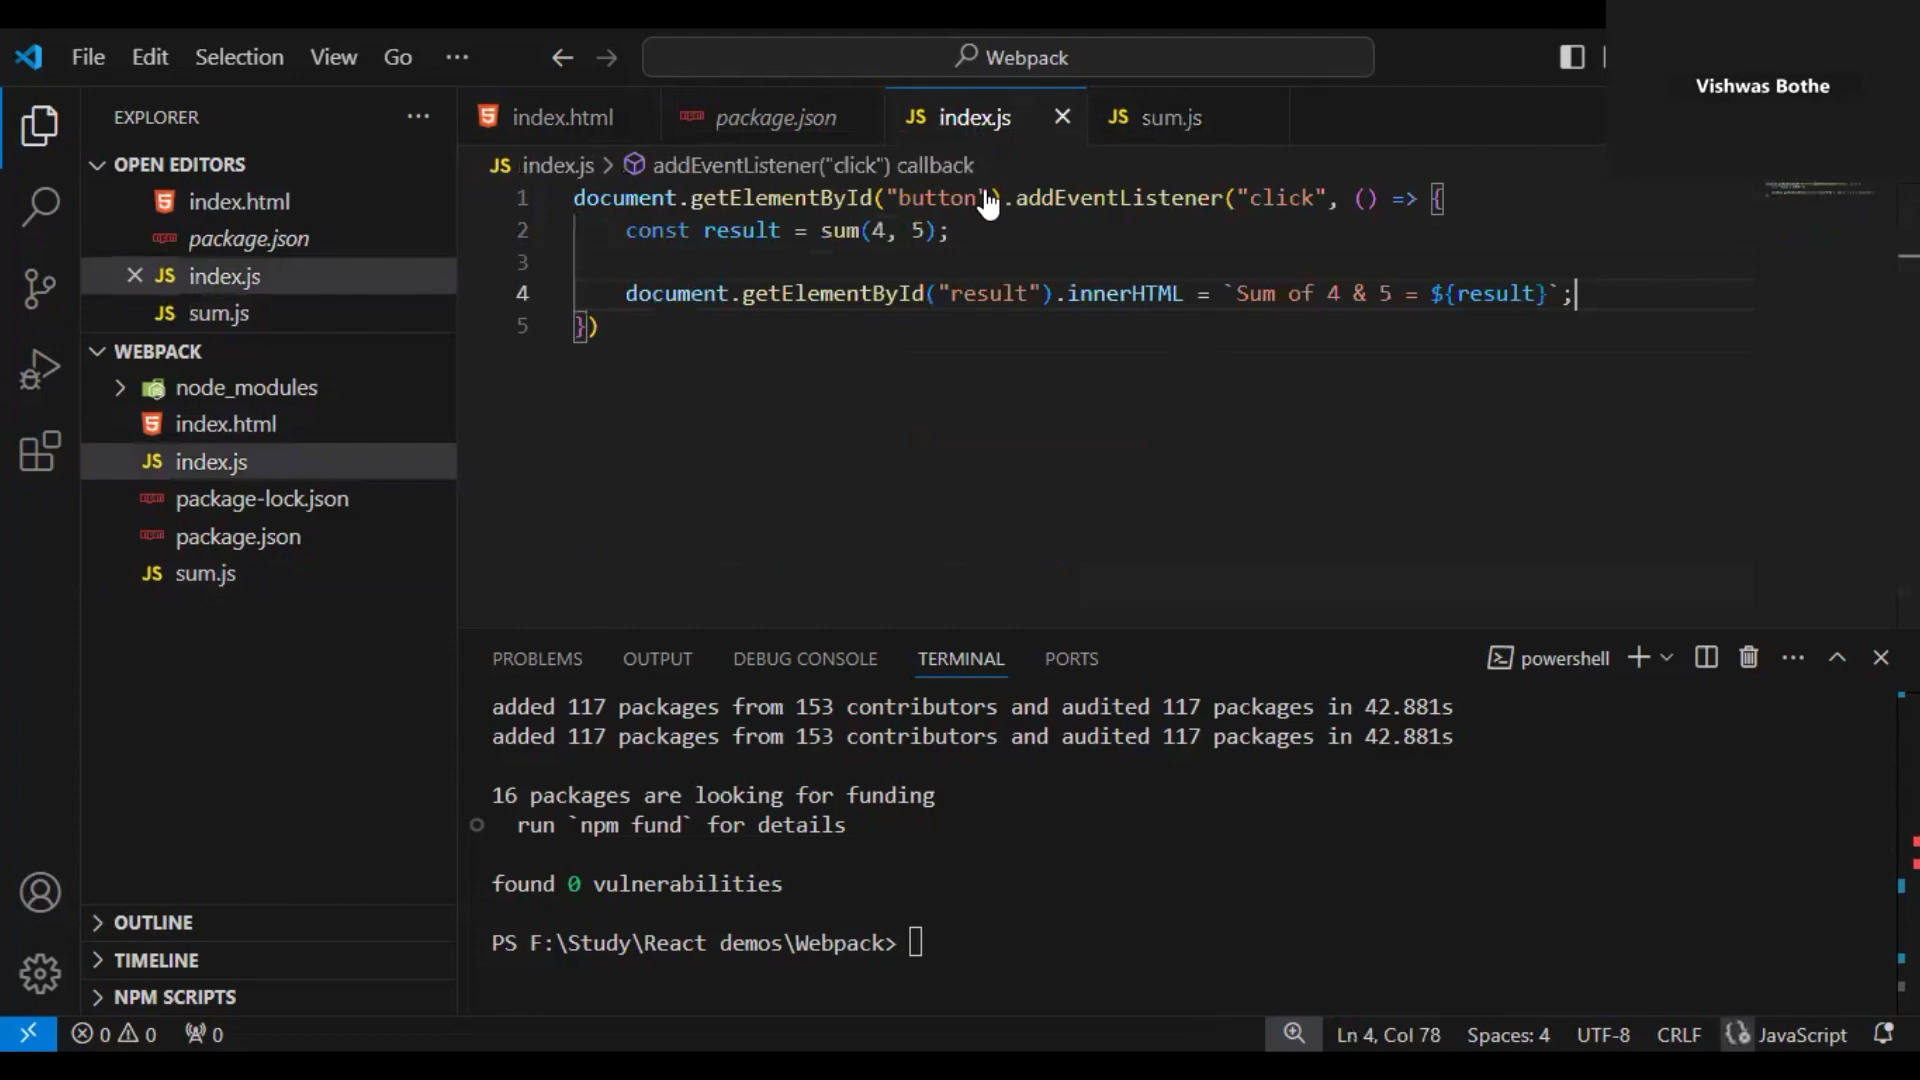 File Edit Selection View Go ··· Webpack
Vishwas Bothe
EXPLORER ···
OPEN EDITORS
index.html
package.json
JS index.js
JS sum.js
WEBPACK
node_modules
index.html
JS index.js
package-lock.json
package.json
JS sum.js
OUTLINE
TIMELINE
NPM SCRIPTS
index.html package.json JS index.js JS sum.js
JS index.js > addEventListener("click") callback
1 document.getElementById("button").addEventListener("click", () => {
2 const result = sum(4, 5);
3
4 document.getElementById("result").innerHTML = `Sum of 4 & 5 = ${result}`;
5 })
PROBLEMS OUTPUT DEBUG CONSOLE TERMINAL PORTS powershell ···
added 117 packages from 153 contributors and audited 117 packages in 42.881s
added 117 packages from 153 contributors and audited 117 packages in 42.881s
16 packages are looking for funding
run `npm fund` for details
found 0 vulnerabilities
PS F:\Study\React demos\Webpack>
0 0 0 Ln 4, Col 78 Spaces: 4 UTF-8 CRLF JavaScript